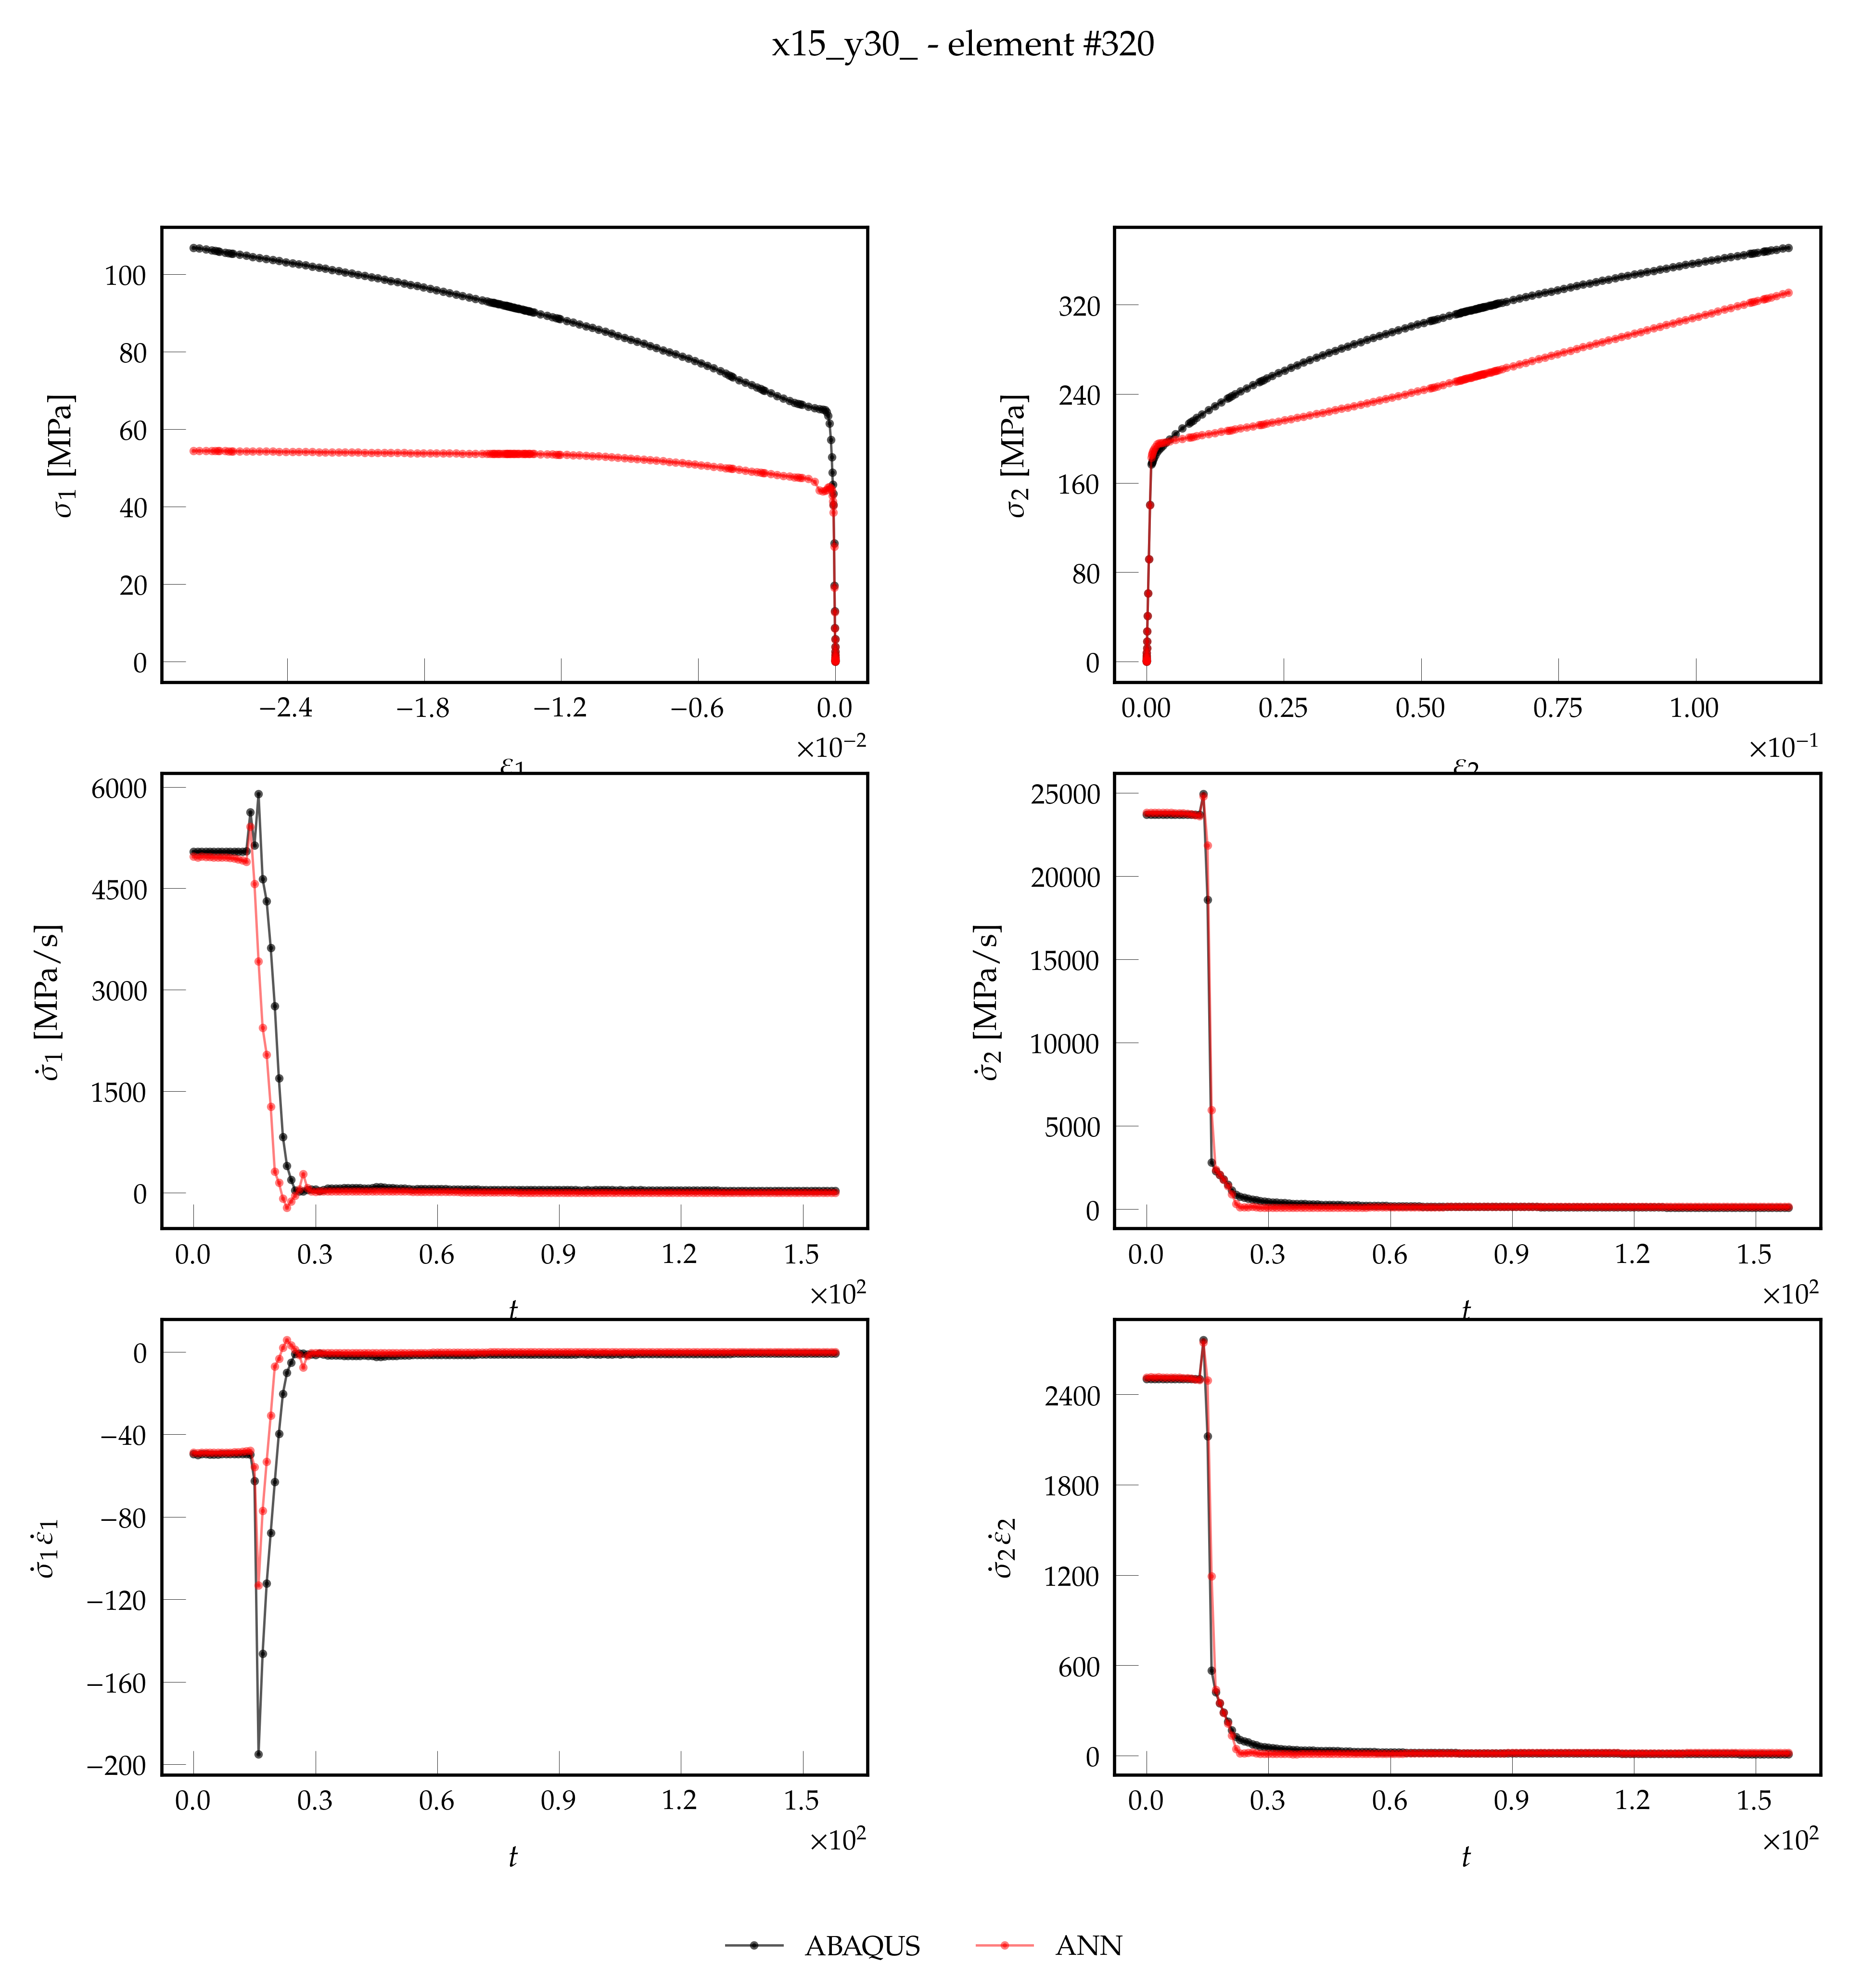 x15_y30_ - element #320
σ1 [MPa]
100
80
60
40
20
0
−2.4 −1.8 −1.2 −0.6 0.0
×10−2
ε1
σ2 [MPa]
320
240
160
80
0
0.00 0.25 0.50 0.75 1.00
×10−1
ε2
σ̇1 [MPa/s]
6000
4500
3000
1500
0
0.0 0.3 0.6 0.9 1.2 1.5
×102
t
σ̇2 [MPa/s]
25000
20000
15000
10000
5000
0
0.0 0.3 0.6 0.9 1.2 1.5
×102
t
σ̇1ε̇1
0
−40
−80
−120
−160
−200
0.0 0.3 0.6 0.9 1.2 1.5
×102
t
σ̇2ε̇2
2400
1800
1200
600
0
0.0 0.3 0.6 0.9 1.2 1.5
×102
t
ABAQUS ANN